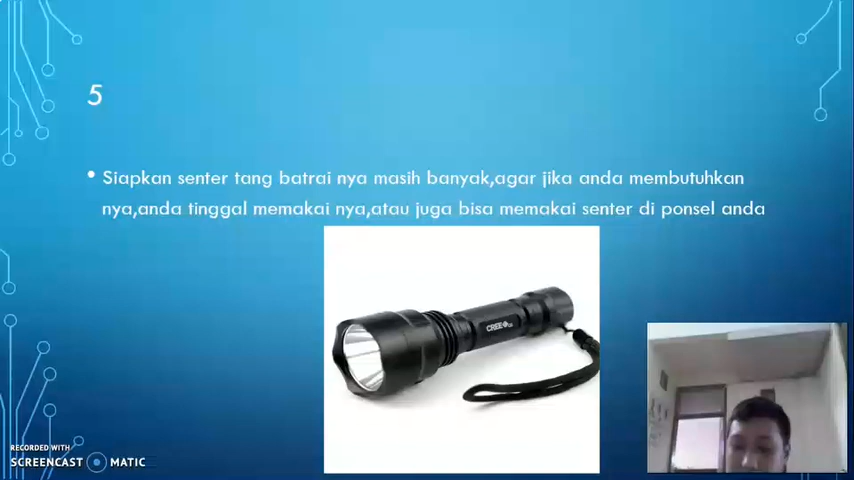 5
• Siapkan senter tang batrai nya masih banyak,agar jika anda membutuhkan
nya,anda tinggal memakai nya,atau juga bisa memakai senter di ponsel anda
CREE
RECORDED WITH
SCREENCAST MATIC